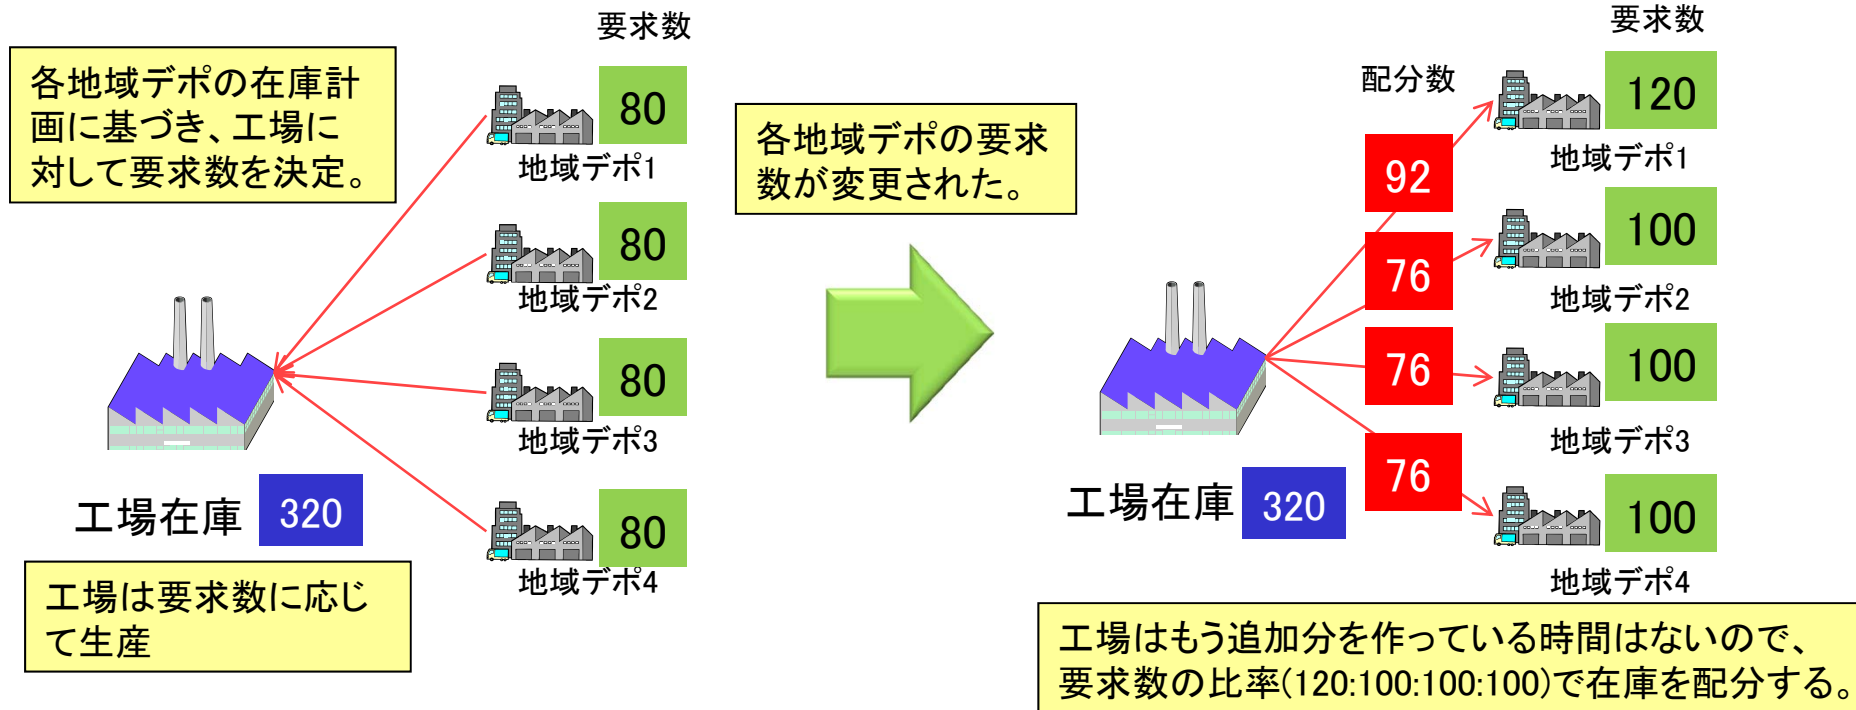 要求数
各地域デポの在庫計
画に基づき、工場に
対して要求数を決定。
80
地域デポ1
80
地域デポ2
80
地域デポ3
80
地域デポ4
工場在庫 320
工場は要求数に応じ
て生産
各地域デポの要求
数が変更された。
要求数
配分数
120
地域デポ1
92
100
地域デポ2
76
100
地域デポ3
76
100
地域デポ4
76
工場在庫 320
工場はもう追加分を作っている時間はないので、
要求数の比率(120:100:100:100)で在庫を配分する。